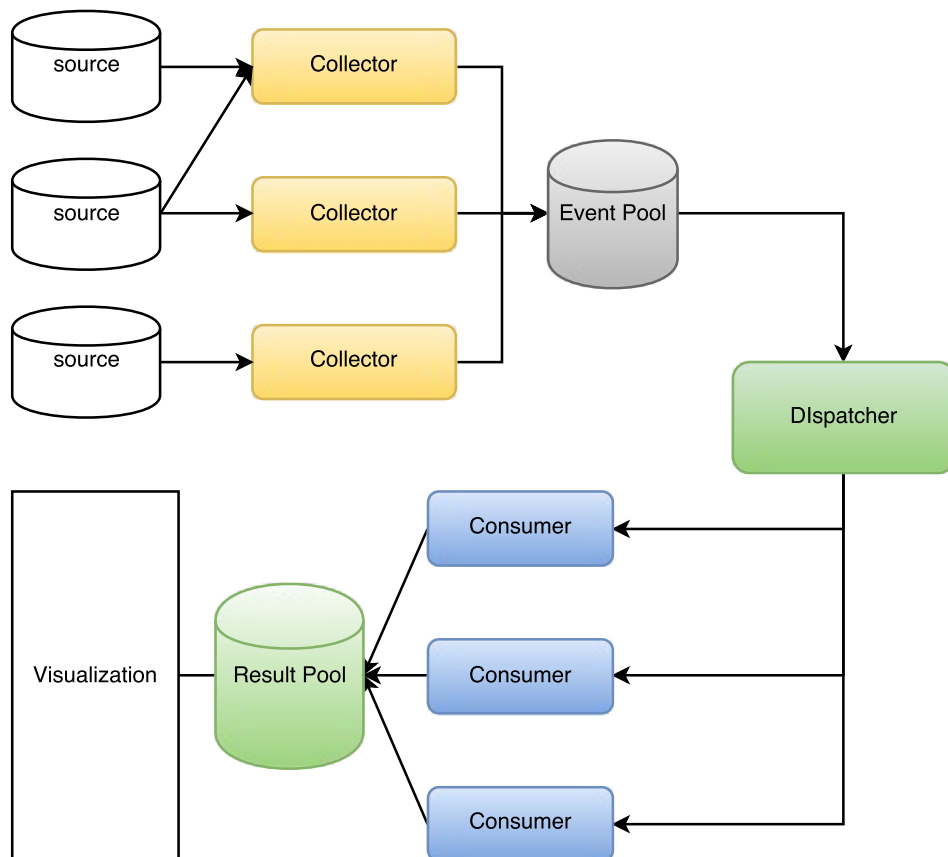 source
Collector
source
Collector
Event Pool
source
Collector
DIspatcher
Consumer
Visualization
Result Pool
Consumer
Consumer